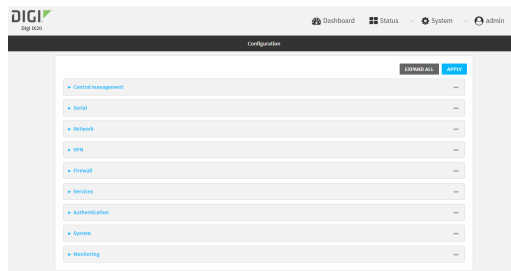 DIGI
Digi IX20
Dashboard Status System admin
Configuration
EXPAND ALL APPLY
Central management
Serial
Network
VPN
Firewall
Services
Authentication
System
Monitoring